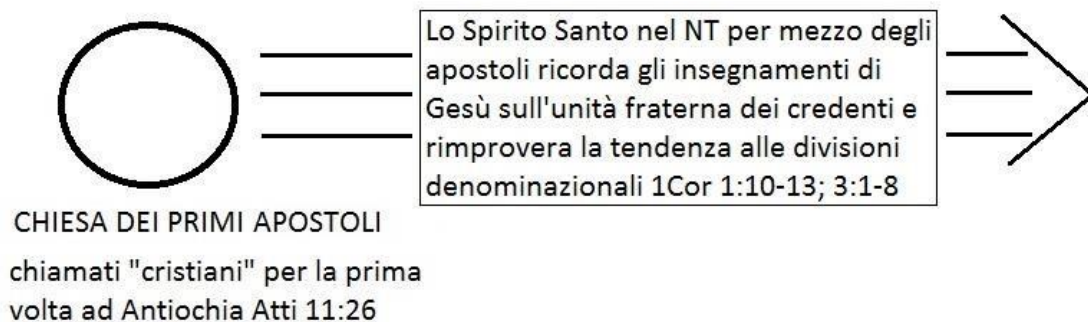 Lo Spirito Santo nel NT per mezzo degli
apostoli ricorda gli insegnamenti di
Gesù sull'unità fraterna dei credenti e
rimprovera la tendenza alle divisioni
denominazionali 1Cor 1:10-13; 3:1-8
CHIESA DEI PRIMI APOSTOLI
chiamati "cristiani" per la prima
volta ad Antiochia Atti 11:26